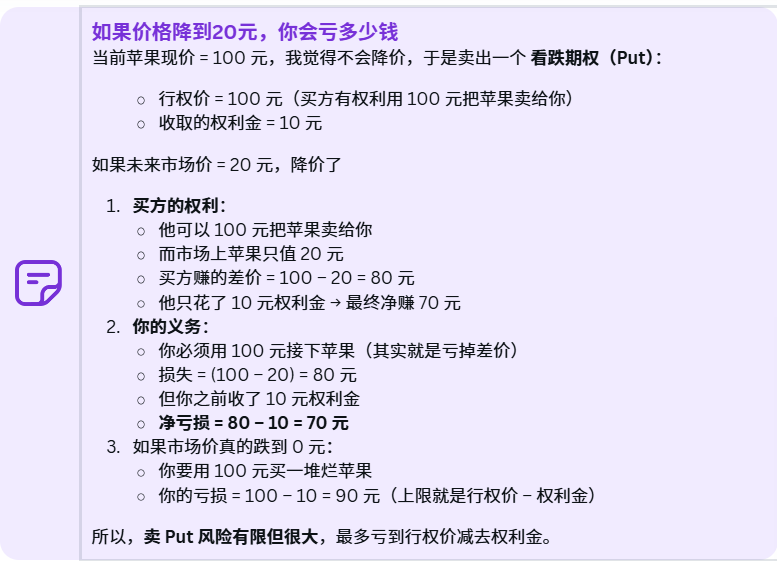 如果价格降到20元，你会亏多少钱
当前苹果现价 = 100 元，我觉得不会降价，于是卖出一个 看跌期权（Put）：
○ 行权价 = 100 元（买方有权利用 100 元把苹果卖给你）
○ 收取的权利金 = 10 元
如果未来市场价 = 20 元，降价了
1. 买方的权利：
○ 他可以 100 元把苹果卖给你
○ 而市场上苹果只值 20 元
○ 买方赚的差价 = 100 − 20 = 80 元
○ 他只花了 10 元权利金 → 最终净赚 70 元
2. 你的义务：
○ 你必须用 100 元接下苹果（其实就是亏掉差价）
○ 损失 = (100 − 20) = 80 元
○ 但你之前收了 10 元权利金
○ 净亏损 = 80 − 10 = 70 元
3. 如果市场价真的跌到 0 元：
○ 你要用 100 元买一堆烂苹果
○ 你的亏损 = 100 − 10 = 90 元（上限就是行权价 − 权利金）
所以，卖 Put 风险有限但很大，最多亏到行权价减去权利金。